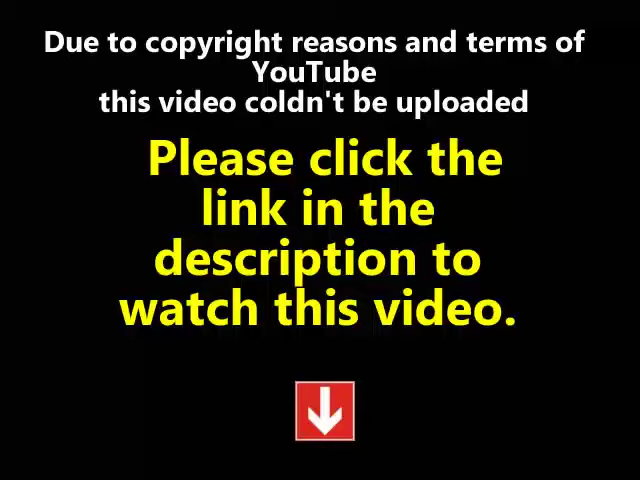 Due to copyright reasons and terms of
YouTube
this video coldn't be uploaded
Please click the
link in the
description to
watch this video.